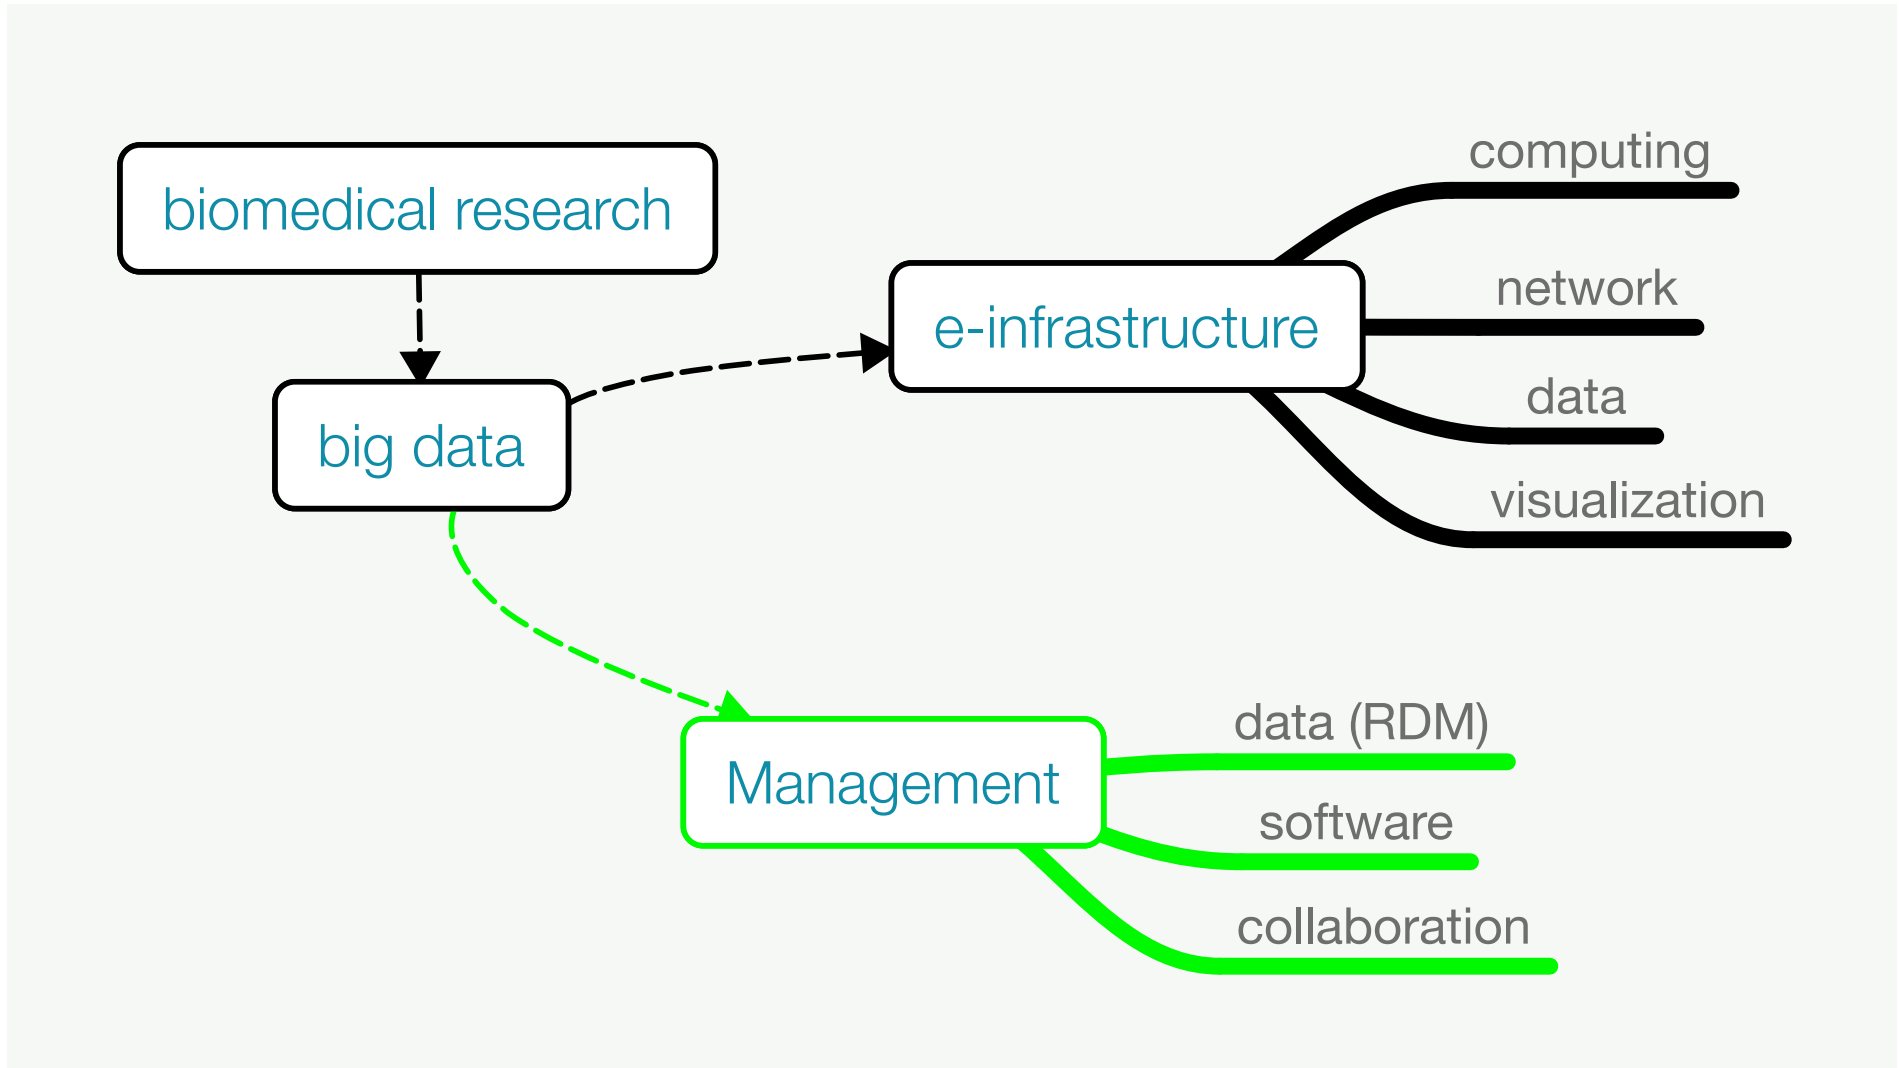 biomedical research
big data
e-infrastructure
computing
network
data
visualization
Management
data (RDM)
software
collaboration